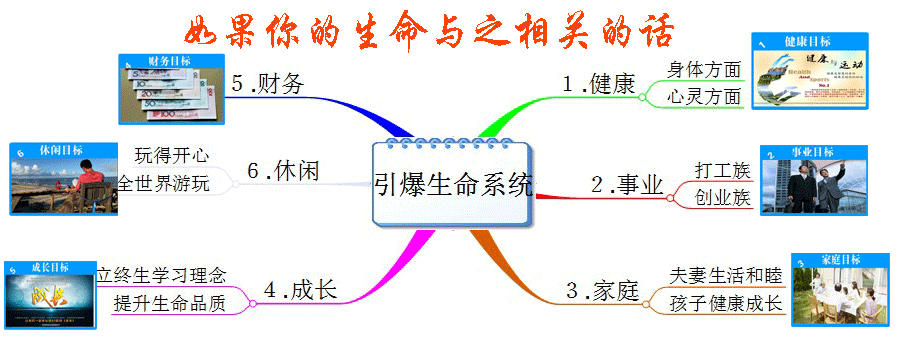 如果你的生命与之相关的话
引爆生命系统
1.健康
身体方面
心灵方面
1 健康目标
健康与运动
Health
And
Sports
No.1
2.事业
打工族
创业族
2 事业目标
3.家庭
夫妻生活和睦
孩子健康成长
3 家庭目标
4.成长
立终生学习理念
提升生命品质
5 成长目标
成长
5.财务
4 财务目标
6.休闲
玩得开心
全世界游玩
6 休闲目标